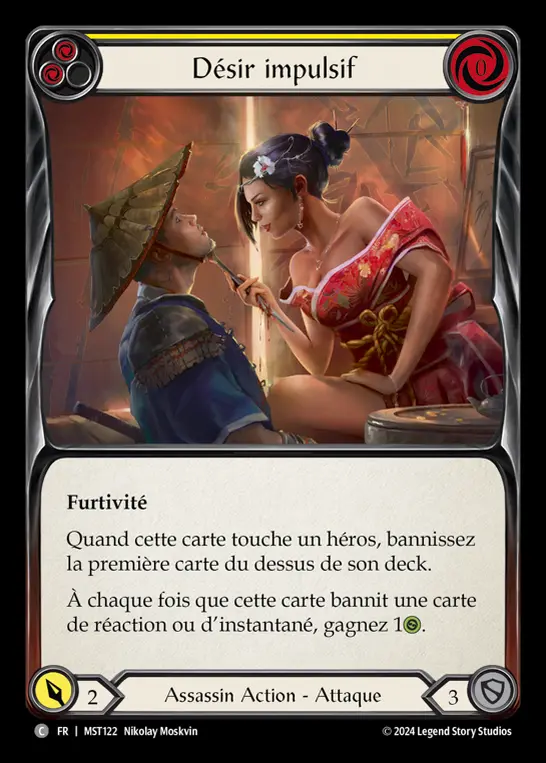 Désir impulsif
0
Furtivité
Quand cette carte touche un héros, bannissez
la première carte du dessus de son deck.
À chaque fois que cette carte bannit une carte
de réaction ou d'instantané, gagnez 1.
2
Assassin Action - Attaque
3
C FR | MST122 Nikolay Moskvin
© 2024 Legend Story Studios